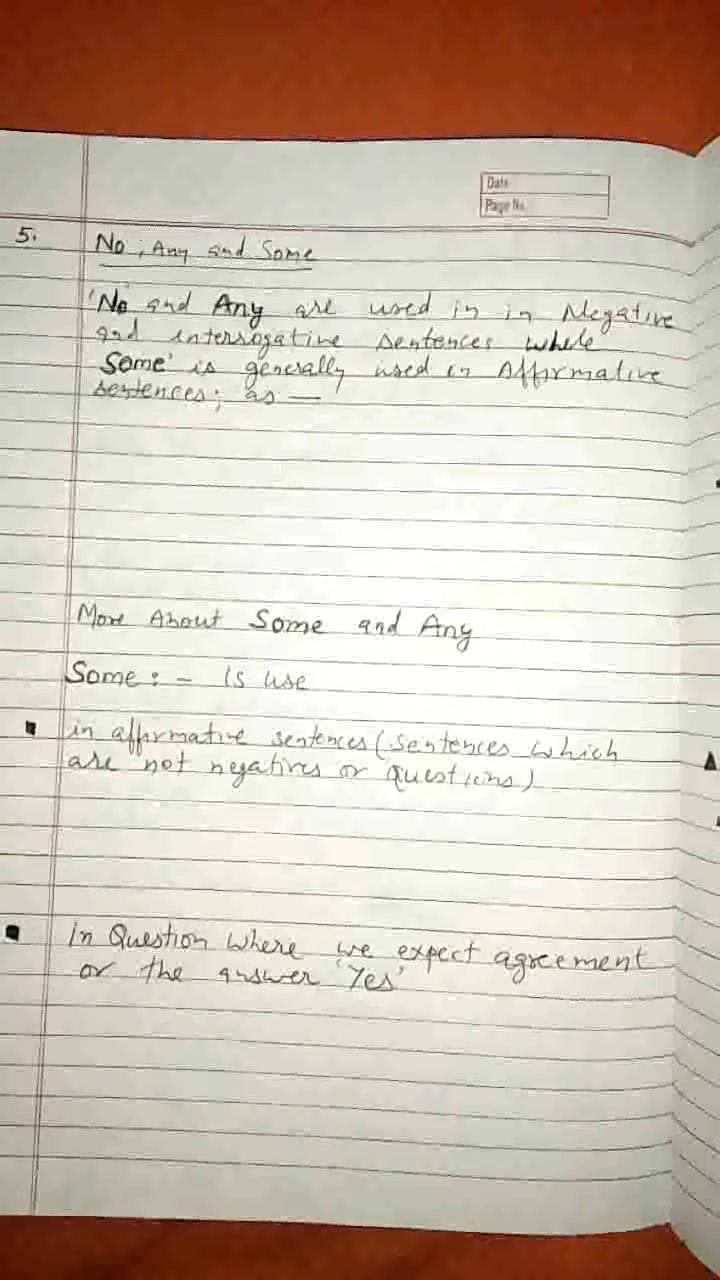 Date
Page No.
5. No, Any and Some
'No and Any are used in in Negative
and interrogative sentences while
Some' is generally used in Affirmative
sentences; as —
More About Some and Any
Some : - is use
▪ in affirmative sentences (sentences which
are not negatives or questions)
▪ In Question where we expect agreement
or the answer 'Yes'